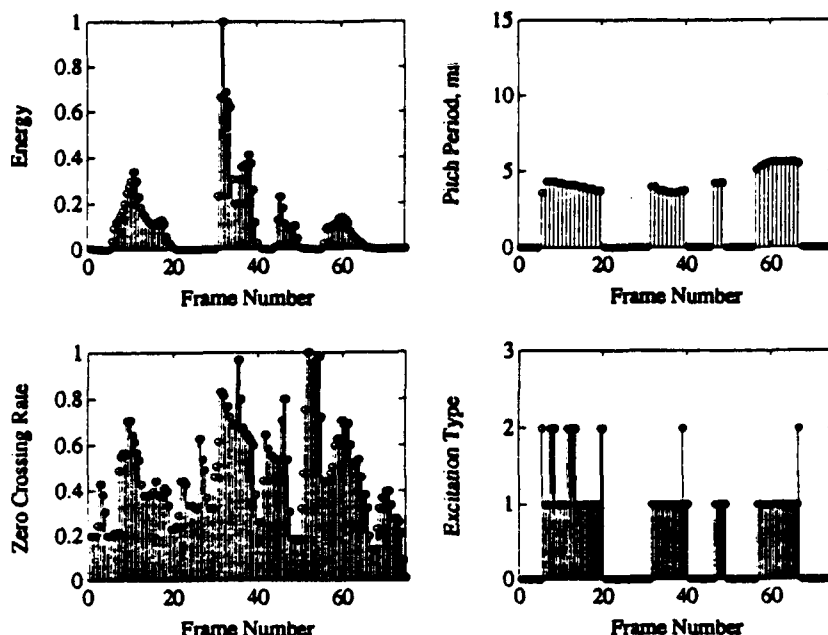 1
0.8
0.6
0.4
0.2
0
0 20 40 60
Energy
Frame Number
15
10
5
0
0 20 40 60
Pitch Period, ms
Frame Number
1
0.8
0.6
0.4
0.2
0
0 20 40 60
Zero Crossing Rate
Frame Number
3
2
1
0
0 20 40 60
Excitation Type
Frame Number